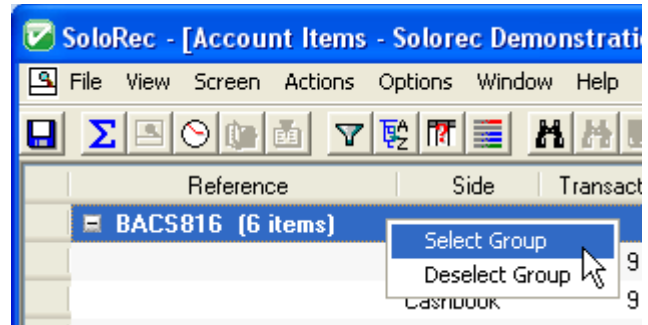 SoloRec - [Account Items - Solorec Demonstrati
File View Screen Actions Options Window Help
Reference Side Transact
BACS816 (6 items)
Select Group
Deselect Group
9
Cashbook 9